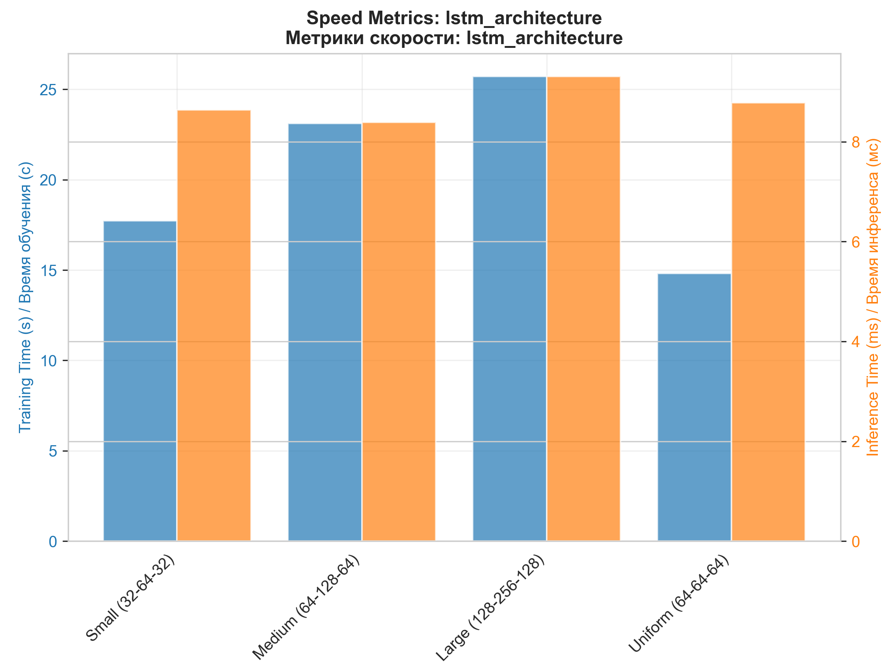 Speed Metrics: lstm_architecture
Метрики скорости: lstm_architecture
Training Time (s) / Время обучения (с)
25
20
15
10
5
0
Inference Time (ms) / Время инференса (мс)
8
6
4
2
0
Small (32-64-32)
Medium (64-128-64)
Large (128-256-128)
Uniform (64-64-64)